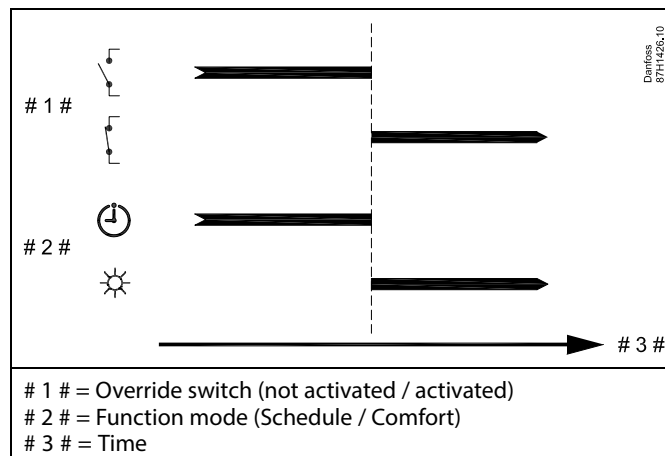 Danfoss
87H1426.10
# 1 #
# 2 #
# 3 #
# 1 # = Override switch (not activated / activated)
# 2 # = Function mode (Schedule / Comfort)
# 3 # = Time